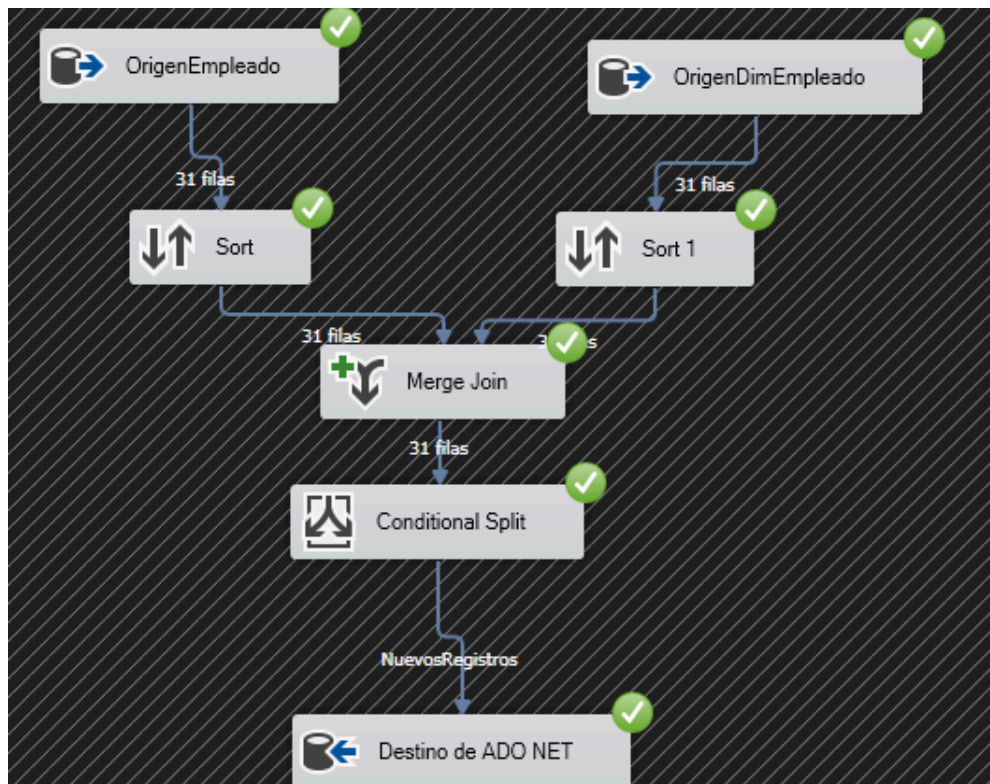 OrigenEmpleado
OrigenDimEmpleado
31 filas
31 filas
Sort
Sort 1
31 filas
Merge Join
31 filas
Conditional Split
NuevosRegistros
Destino de ADO NET